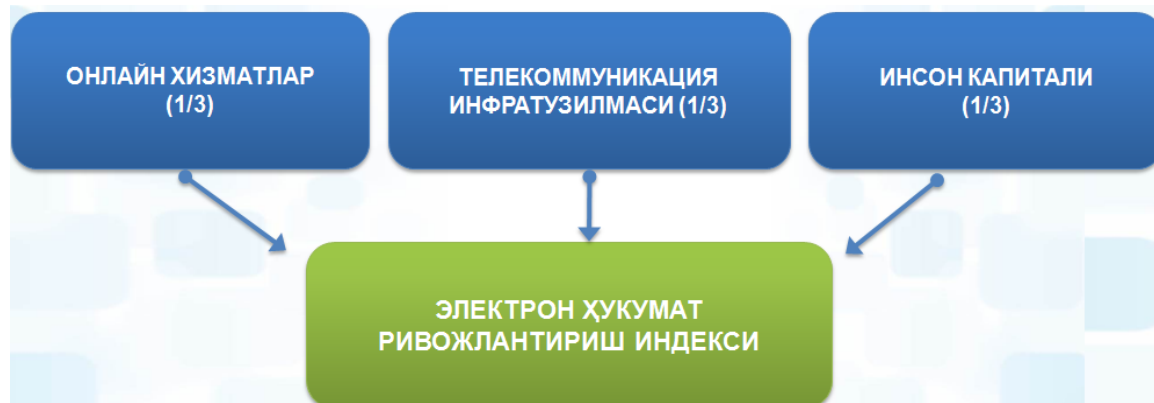 ОНЛАЙН ХИЗМАТЛАР
(1/3)
ТЕЛЕКОММУНИКАЦИЯ
ИНФРАТУЗИЛМАСИ (1/3)
ИНСОН КАПИТАЛИ
(1/3)
ЭЛЕКТРОН ҲУКУМАТ
РИВОЖЛАНТИРИШ ИНДЕКСИ